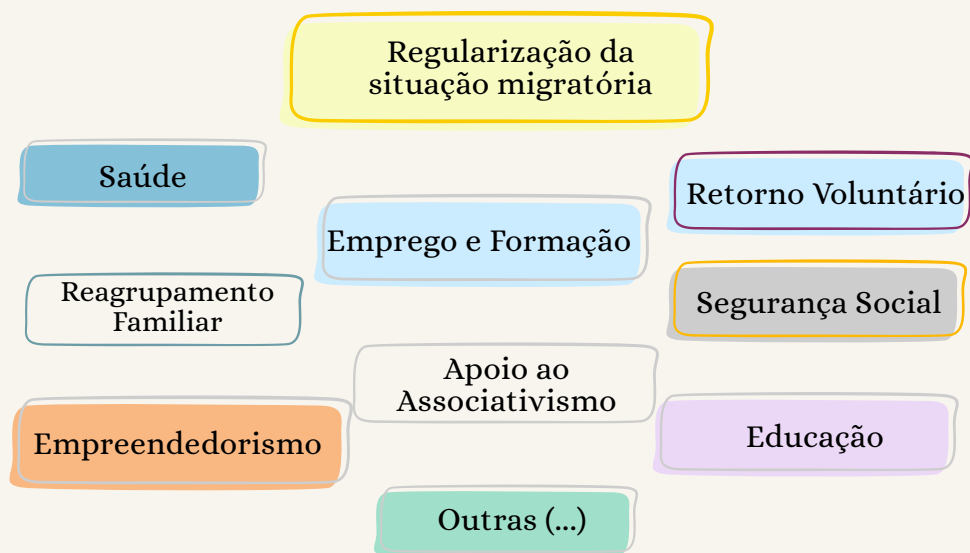 Regularização da
situação migratória
Saúde
Retorno Voluntário
Emprego e Formação
Reagrupamento
Familiar
Segurança Social
Apoio ao
Associativismo
Empreendedorismo
Educação
Outras (...)